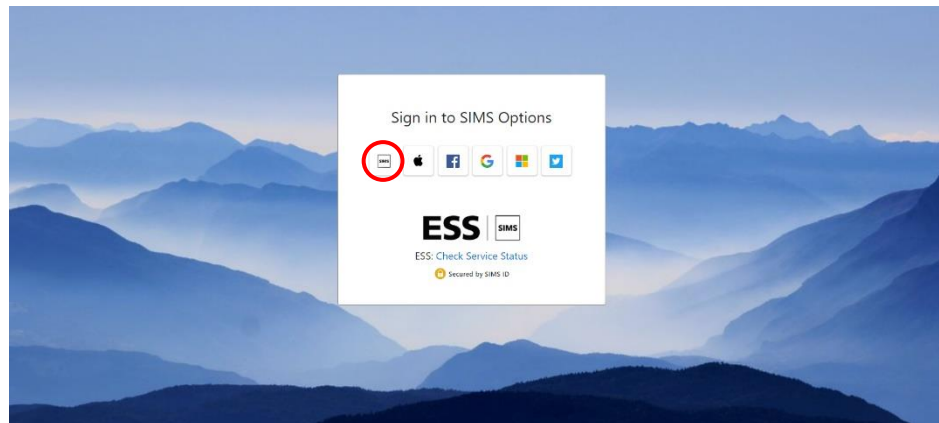 Sign in to SIMS Options
SIMS
ESS SIMS
ESS: Check Service Status
Secured by SIMS ID